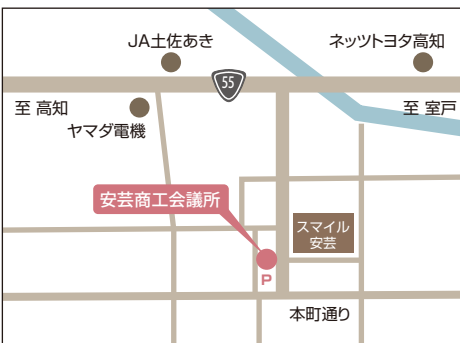 JA土佐あき
ネッツトヨタ高知
55
至 高知
至 室戸
ヤマダ電機
安芸商工会議所
スマイル
安芸
P
本町通り